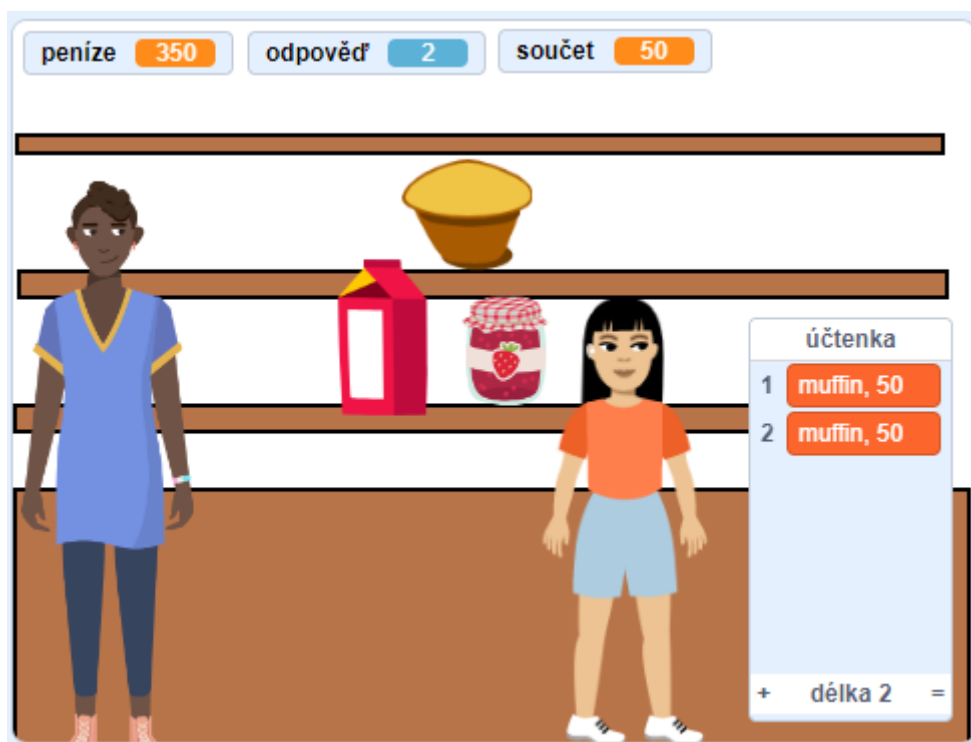 peníze 350 odpověď 2 součet 50
účtenka
1 muffin, 50
2 muffin, 50
+ délka 2 =